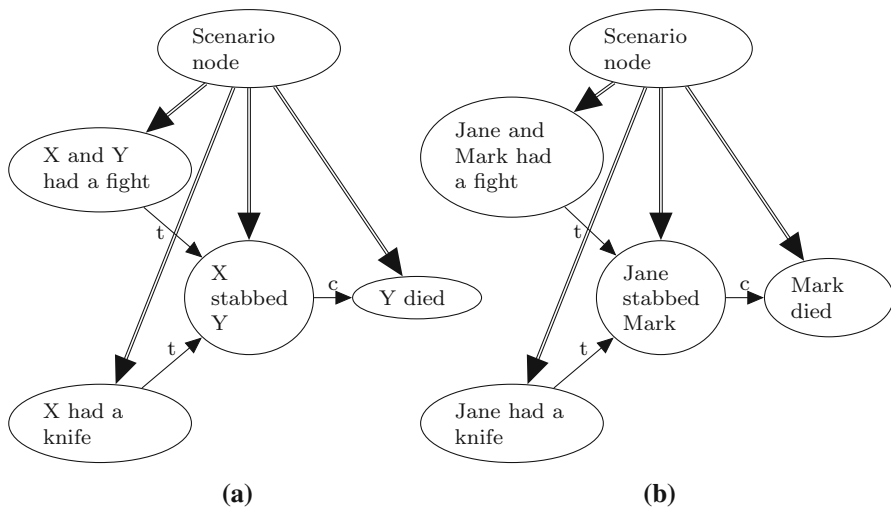 Scenario
node
X and Y
had a fight
t
X
stabbed
Y
c
Y died
t
X had a
knife
(a)
Scenario
node
Jane and
Mark had
a fight
t
Jane
stabbed
Mark
c
Mark
died
t
Jane had a
knife
(b)